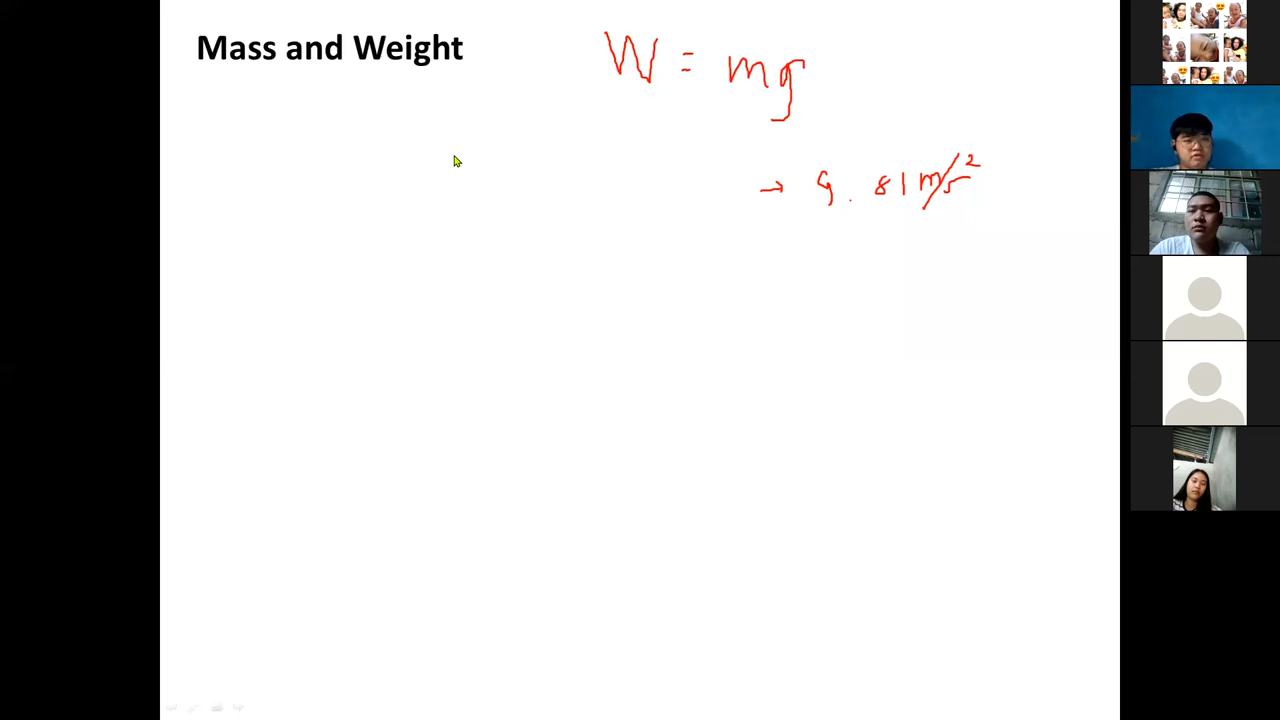 Mass and Weight
W = mg
→ 9.81 m/s²